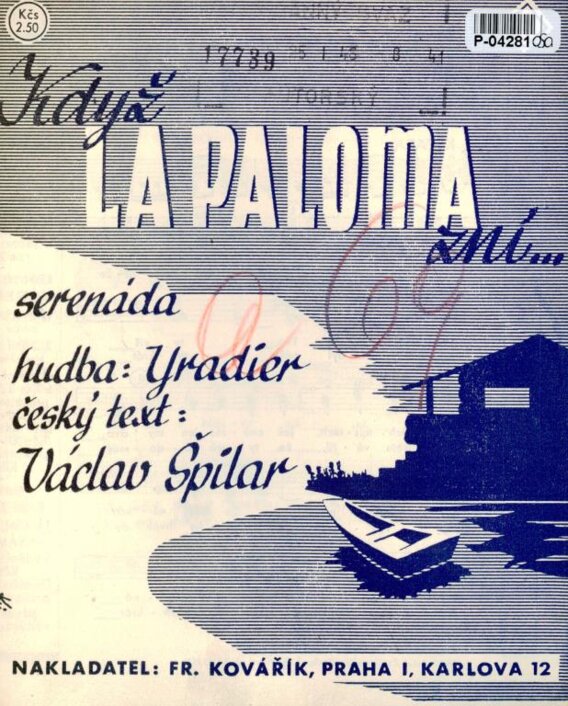 Kčs
2.50
P-04281
17739
Když
LA PALOMA
zní...
serenáda
hudba: Yradier
český text:
Václav Špilar
NAKLADATEL: FR. KOVÁŘÍK, PRAHA I, KARLOVA 12